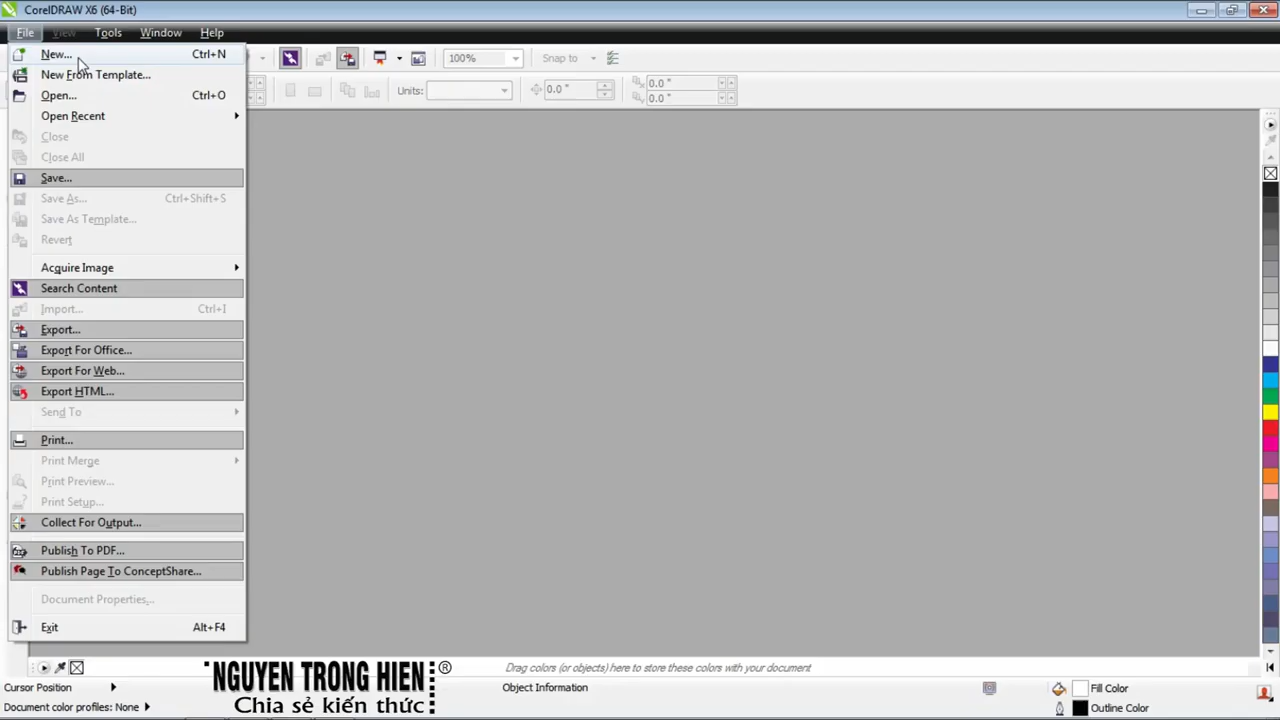 CorelDRAW X6 (64-Bit)
File View Tools Window Help
New... Ctrl+N
100% Snap to
New From Template...
Open... Ctrl+O
Units: 0.0 ° 0.0 °
0.0 °
Open Recent
Close
Close All
Save...
Save As... Ctrl+Shift+S
Save As Template...
Revert
Acquire Image
Search Content
Import... Ctrl+I
Export...
Export For Office...
Export For Web...
Export HTML...
Send To
Print...
Print Merge
Print Preview...
Print Setup...
Collect For Output...
Publish To PDF...
Publish Page To ConceptShare...
Document Properties...
Exit Alt+F4
Drag colors (or objects) here to store these colors with your document
NGUYEN TRONG HIEN ®
Chia sẻ kiến thức
Cursor Position Object Information Fill Color
Document color profiles: None Outline Color